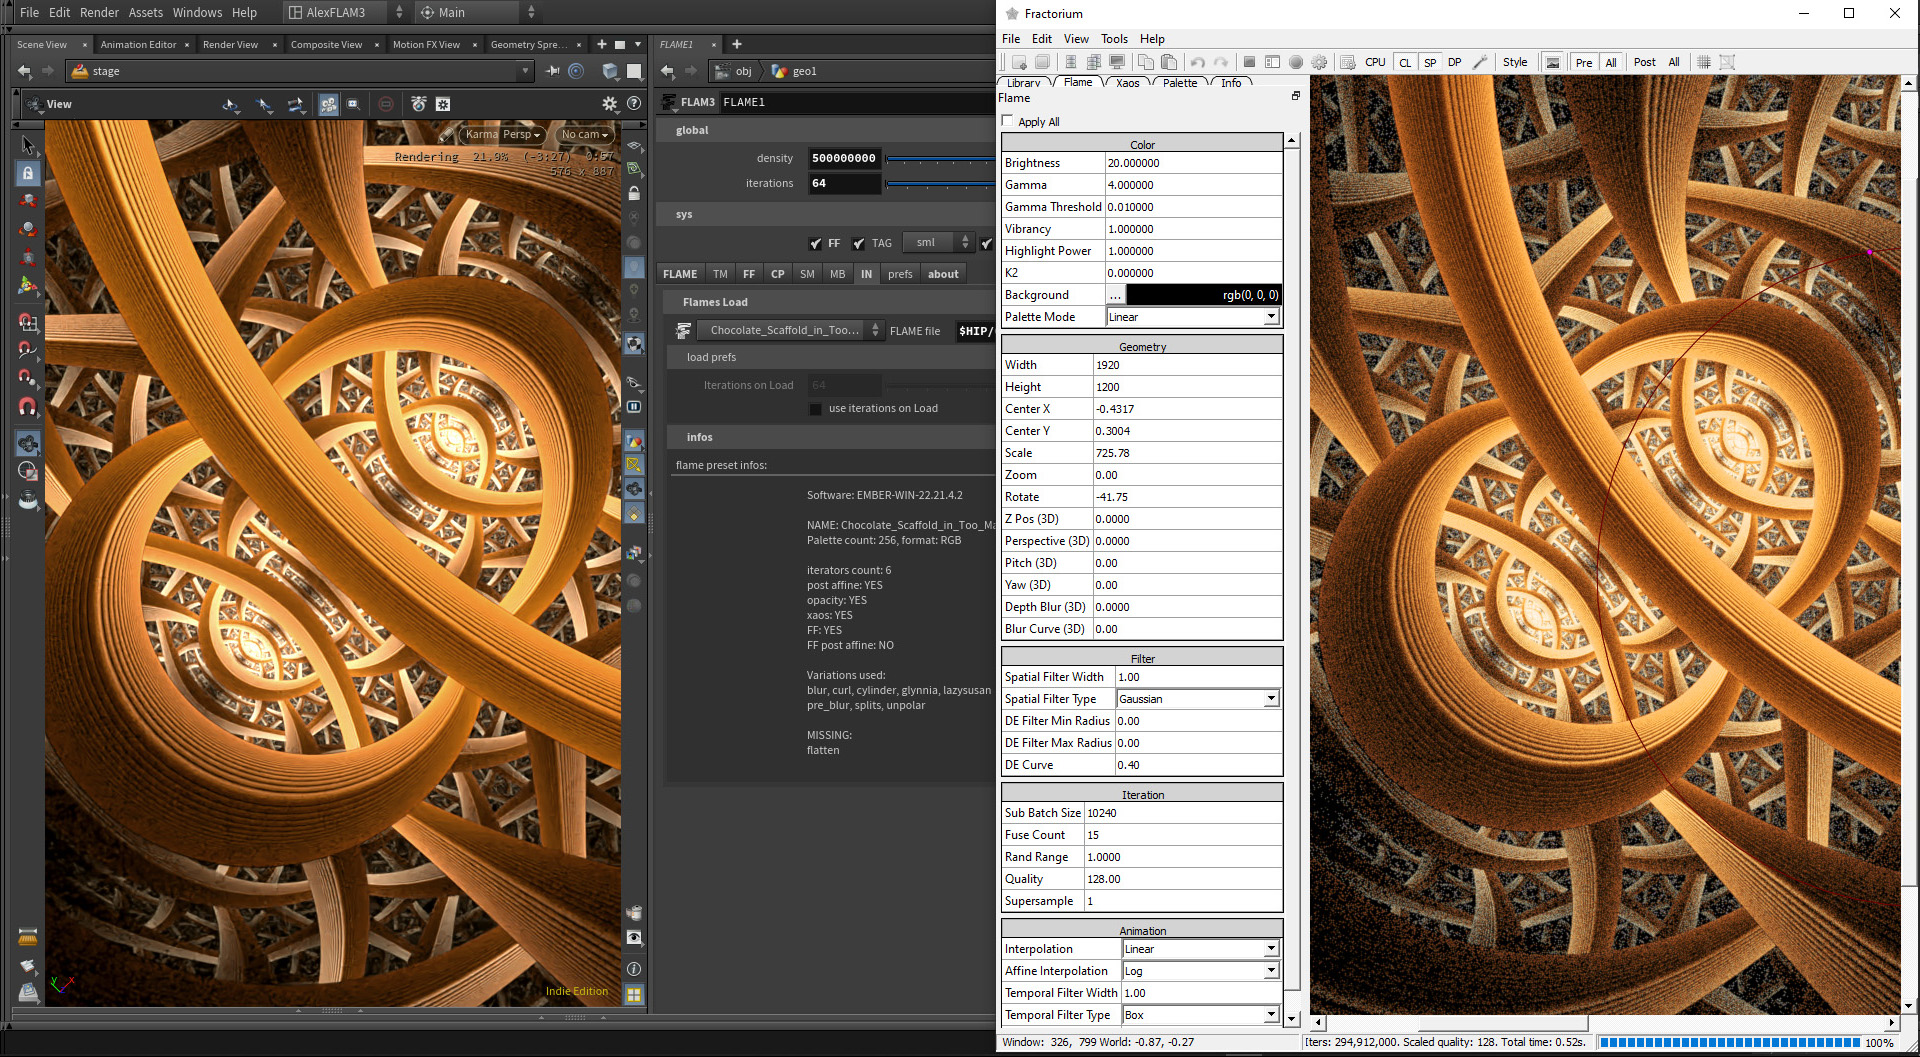 File Edit Render Assets Windows Help AlexFLAM3 Main
Scene View × Animation Editor × Render View × Composite View × Motion FX View × Geometry Spre... ×
stage
View
Karma Persp No cam
Rendering 21.9% (-3:27) 0:57
576 x 887
Indie Edition
FLAME1 ×
obj geo1
FLAM3 FLAME1
global
density 500000000
iterations 64
sys
FF TAG sml
FLAME TM FF CP SM MB IN prefs about
Flames Load
Chocolate_Scaffold_in_Too... FLAME file $HIP/
load prefs
Iterations on Load 64
use iterations on Load
infos
flame preset infos:
Software: EMBER-WIN-22.21.4.2
NAME: Chocolate_Scaffold_in_Too_Ma
Palette count: 256, format: RGB
iterators count: 6
post affine: YES
opacity: YES
xaos: YES
FF: YES
FF post affine: NO
Variations used:
blur, curl, cylinder, glynnia, lazysusan
pre_blur, splits, unpolar
MISSING:
flatten
Fractorium
File Edit View Tools Help
CPU CL SP DP Style Pre All Post All
Library Flame Xaos Palette Info
Flame
Apply All
Color
Brightness 20.000000
Gamma 4.000000
Gamma Threshold 0.010000
Vibrancy 1.000000
Highlight Power 1.000000
K2 0.000000
Background ... rgb(0, 0, 0)
Palette Mode Linear
Geometry
Width 1920
Height 1200
Center X -0.4317
Center Y 0.3004
Scale 725.78
Zoom 0.00
Rotate -41.75
Z Pos (3D) 0.0000
Perspective (3D) 0.0000
Pitch (3D) 0.00
Yaw (3D) 0.00
Depth Blur (3D) 0.0000
Blur Curve (3D) 0.00
Filter
Spatial Filter Width 1.00
Spatial Filter Type Gaussian
DE Filter Min Radius 0.00
DE Filter Max Radius 0.00
DE Curve 0.40
Iteration
Sub Batch Size 10240
Fuse Count 15
Rand Range 1.0000
Quality 128.00
Supersample 1
Animation
Interpolation Linear
Affine Interpolation Log
Temporal Filter Width 1.00
Temporal Filter Type Box
Window: 326, 799 World: -0.87, -0.27 Iters: 294,912,000. Scaled quality: 128. Total time: 0.52s. 100%